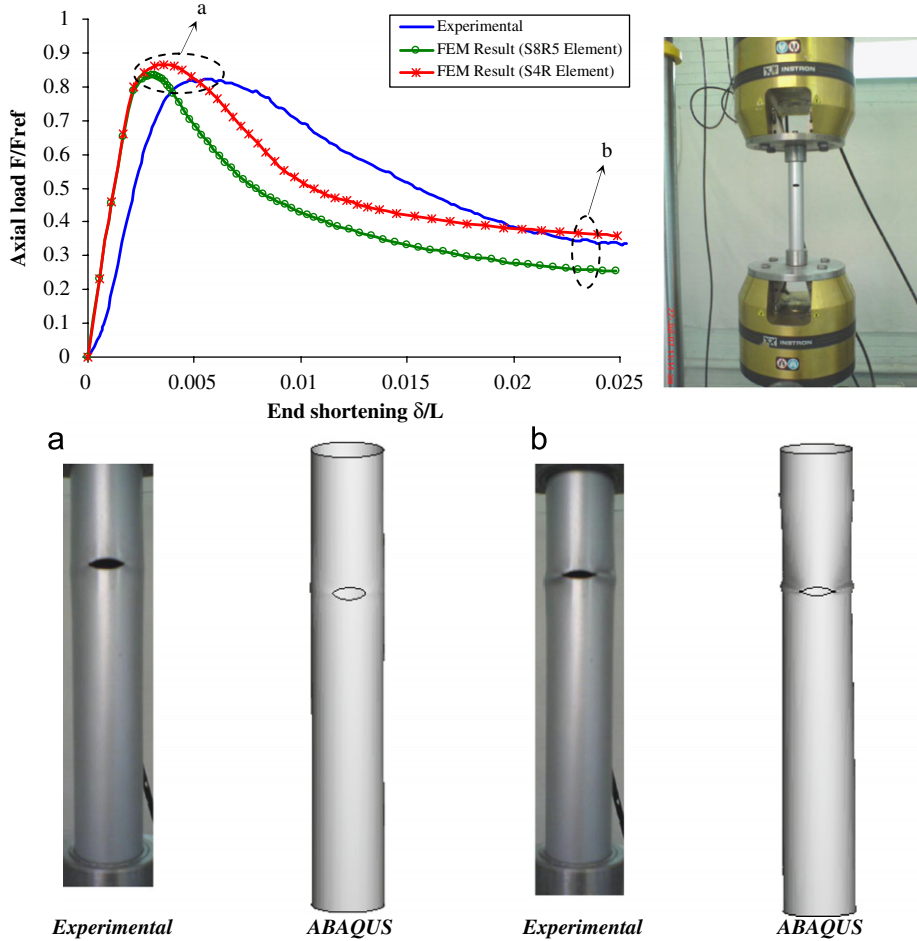 a
1
0.9
0.8
0.7
0.6
0.5
0.4
0.3
0.2
0.1
0
Axial load F/Fref
Experimental
FEM Result (S8R5 Element)
FEM Result (S4R Element)
b
0
0.005
0.01
0.015
0.02
0.025
End shortening δ/L
INSTRON
INSTRON
a
b
Experimental
ABAQUS
Experimental
ABAQUS